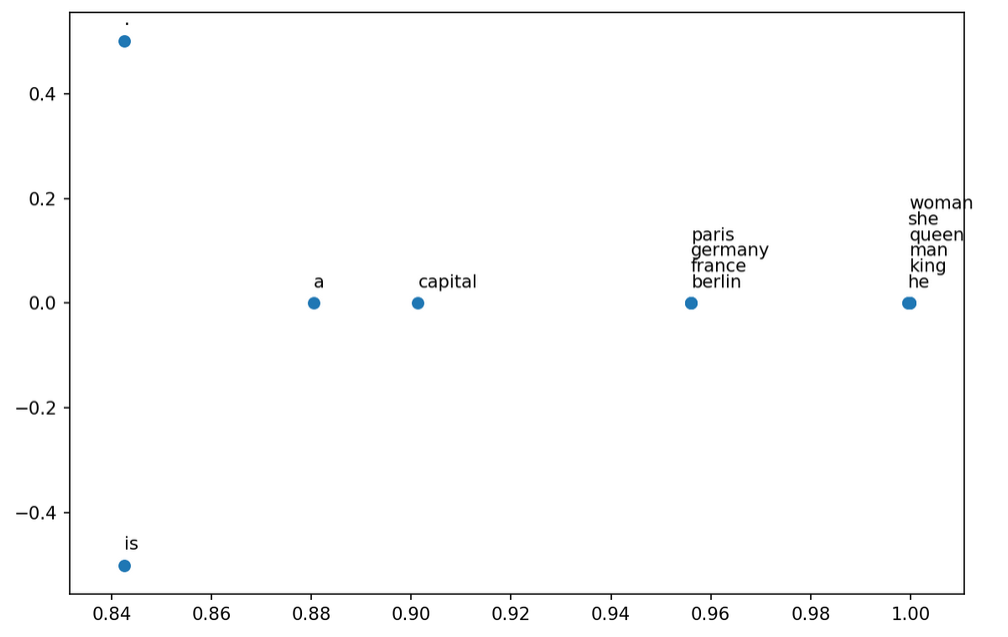 .
0.4
0.2
woman
she
queen
man
king
he
paris
germany
france
berlin
a
capital
0.0
−0.2
−0.4
is
0.84
0.86
0.88
0.90
0.92
0.94
0.96
0.98
1.00